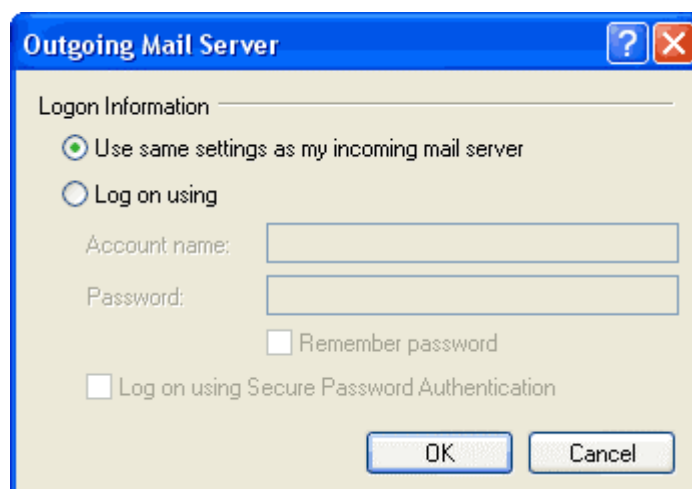 Outgoing Mail Server
?
Logon Information
Use same settings as my incoming mail server
Log on using
Account name:
Password:
Remember password
Log on using Secure Password Authentication
OK Cancel